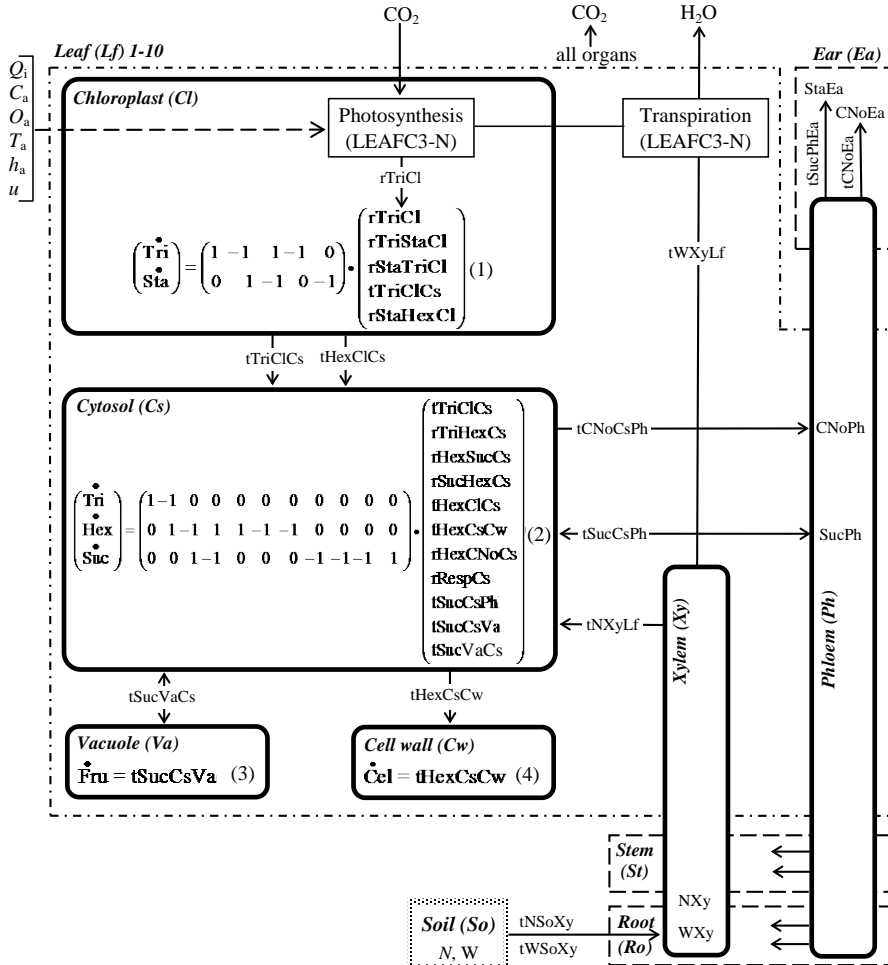 CO2
CO2
H2O
all organs
Leaf (Lf) 1-10
Ear (Ea)
Qi
Ca
Oa
Ta
ha
u
Chloroplast (Cl)
Photosynthesis
(LEAFC3-N)
Transpiration
(LEAFC3-N)
StaEa
CNoEa
tSucPhEa
tCNoEa
rTriCl
Tri
Sta
=
1 −1 1 −1 0
0 1 −1 0 −1
•
rTriCl
rTriStaCl
rStaTriCl
tTriClCs
rStaHexCl
(1)
tWXyLf
tTriClCs
tHexClCs
Cytosol (Cs)
Tri
Hex
Suc
=
1 −1 0 0 0 0 0 0 0 0 0
0 1 −1 1 1 −1 −1 0 0 0 0
0 0 1 −1 0 0 0 −1 −1 −1 1
•
tTriClCs
rTriHexCs
rHexSucCs
rSucHexCs
tHexClCs
tHexCsCw
rHexCNoCs
rRespCs
tSucCsPh
tSucCsVa
tSucVaCs
(2)
tCNoCsPh
CNoPh
tSucCsPh
SucPh
tNXyLf
Xylem (Xy)
Phloem (Ph)
tSucVaCs
tHexCsCw
Vacuole (Va)
Fru = tSucCsVa (3)
Cell wall (Cw)
Cel = tHexCsCw (4)
Stem
(St)
NXy
Soil (So)
N, W
tNSoXy
tWSoXy
Root
(Ro)
WXy